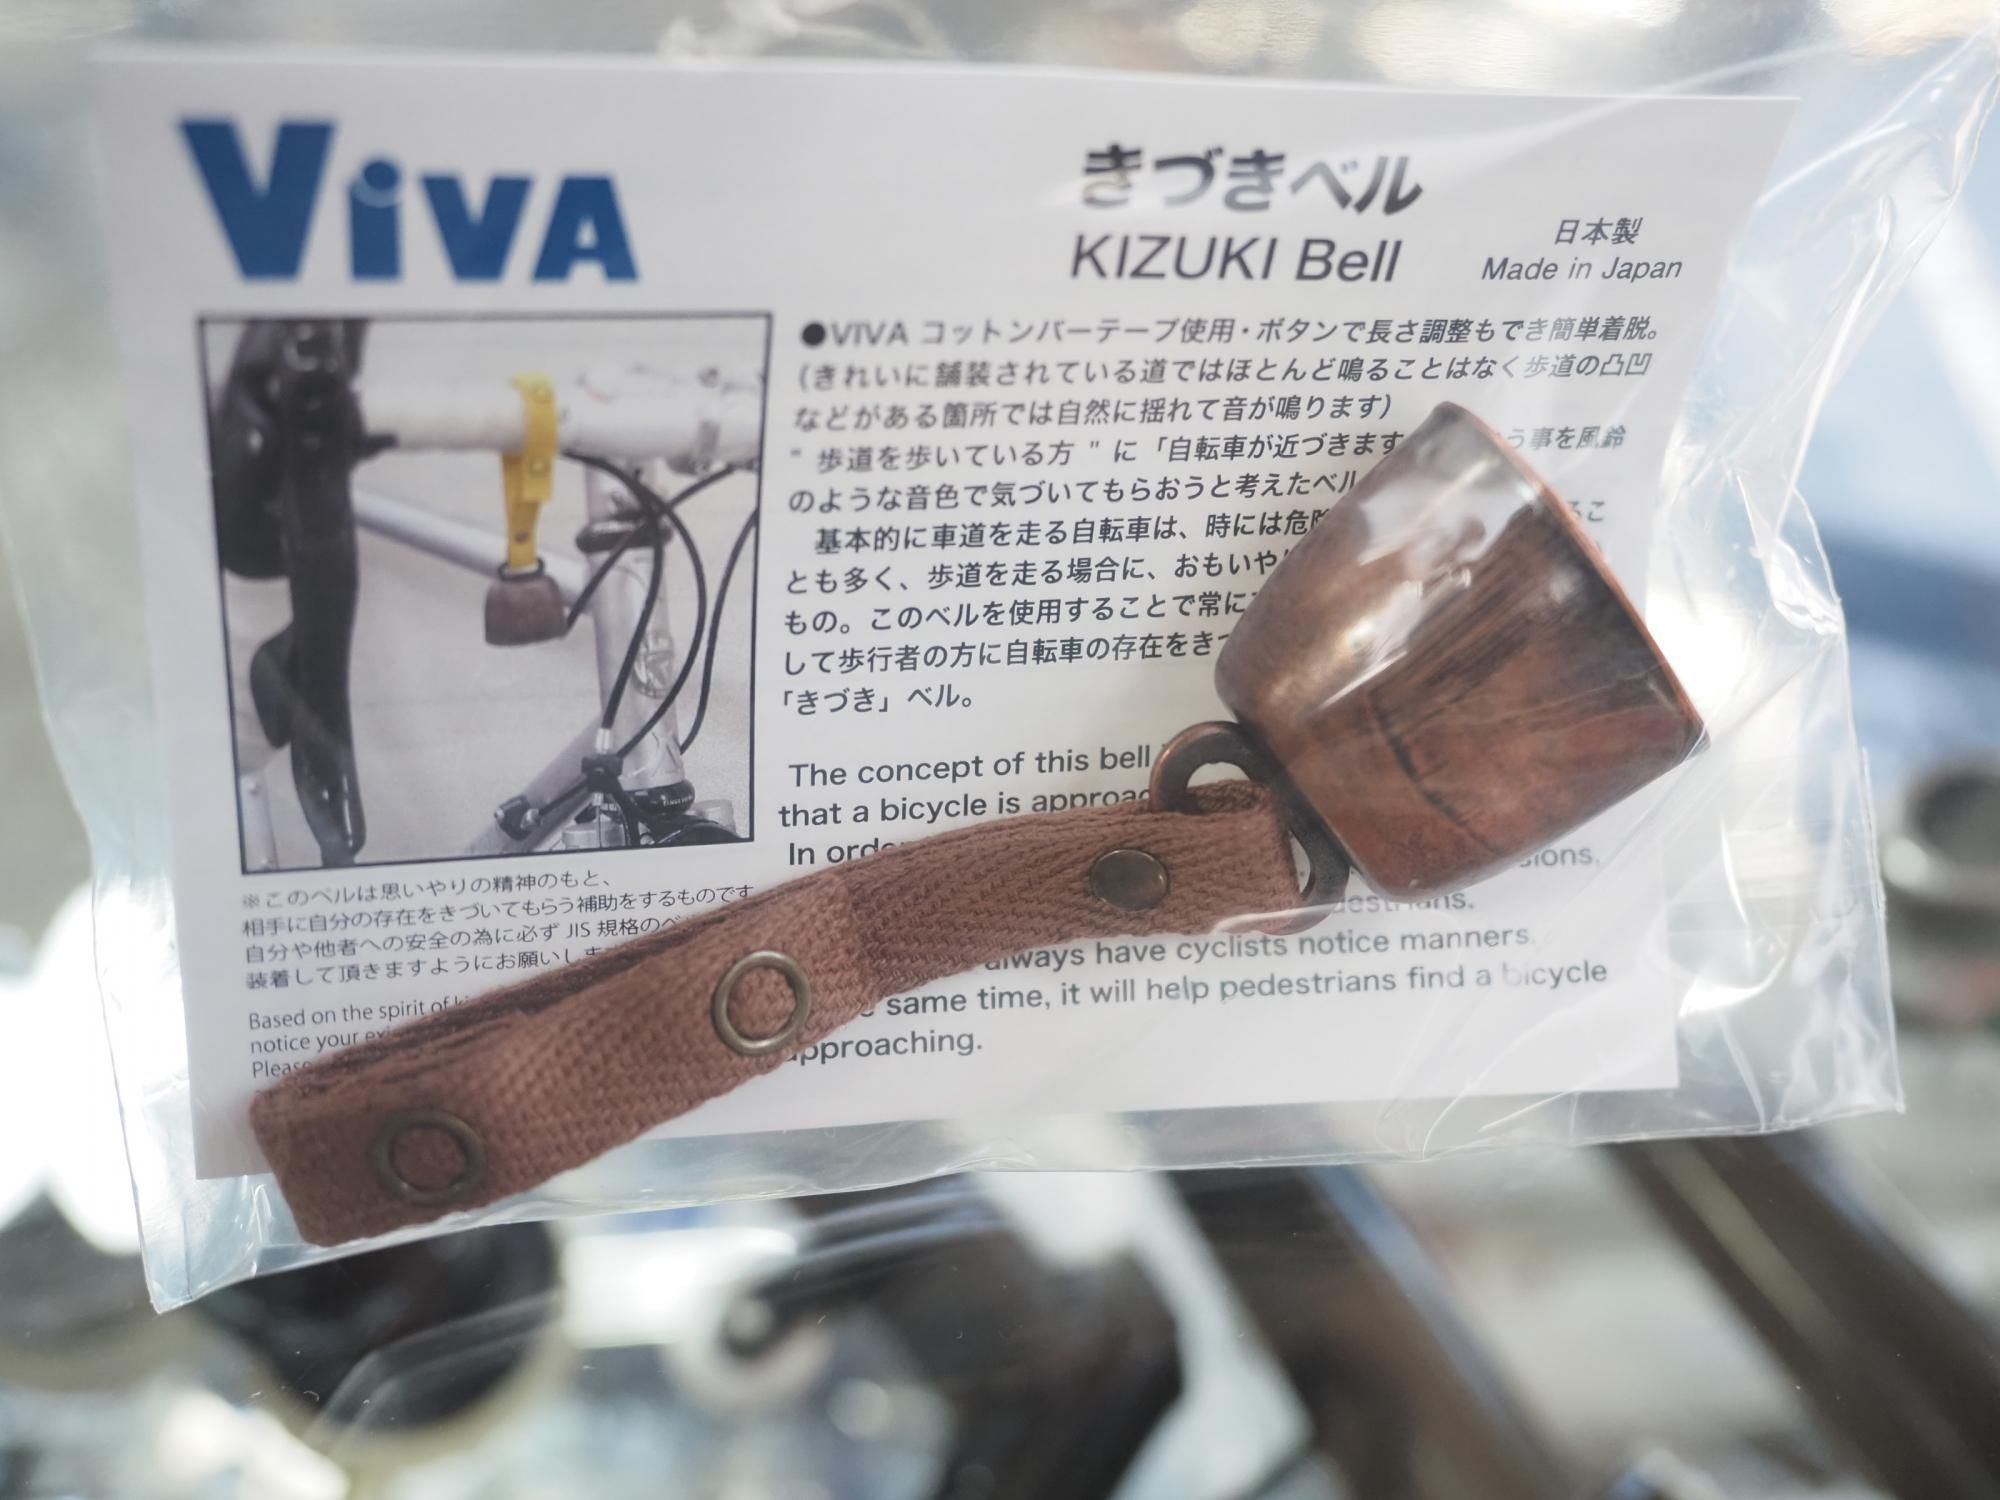 ViVA
きづきベル
KIZUKI Bell
日本製
Made in Japan
●VIVA コットンバーテープ使用・ボタンで長さ調整もでき簡単着脱。
(きれいに舗装されている道ではほとんど鳴ることはなく歩道の凸凹
などがある箇所では自然に揺れて音が鳴ります)
" 歩道を歩いている方 " に「自転車が近づきます う事を風鈴
のような音色で気づいてもらおうと考えたベル
基本的に車道を走る自転車は、時には危険 るこ
とも多く、歩道を走る場合に、おもいや
もの。このベルを使用することで常に
して歩行者の方に自転車の存在をき
「きづき」ベル。
The concept of this bell
that a bicycle is
In
pedestrians.
always have cyclists notice manners.
same time, it will help pedestrians find a bicycle
approaching.
※このベルは思いやりの精神のもと、
相手に自分の存在をきづいてもらう補助をするものです
自分や他者への安全の為に必ず JIS 規格の
装着して頂きますようにお願いし
Based on the spirit of
notice your
Please